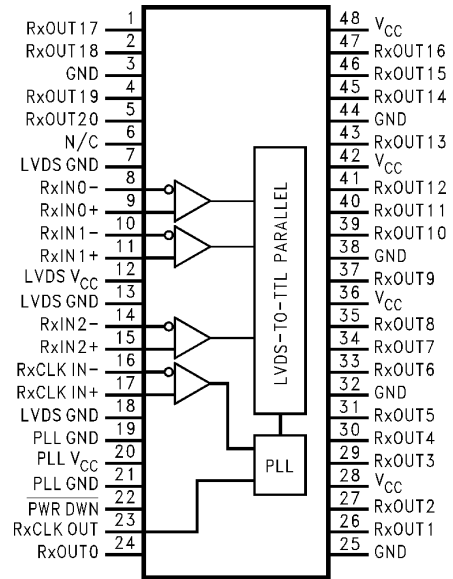 RxOUT17 1
RxOUT18 2
GND 3
RxOUT19 4
RxOUT20 5
N/C 6
LVDS GND 7
RxIN0- 8
RxIN0+ 9
RxIN1- 10
RxIN1+ 11
LVDS VCC 12
LVDS GND 13
RxIN2- 14
RxIN2+ 15
RxCLK IN- 16
RxCLK IN+ 17
LVDS GND 18
PLL GND 19
PLL VCC 20
PLL GND 21
PWR DWN 22
RxCLK OUT 23
RxOUT0 24
LVDS-TO-TTL PARALLEL
PLL
48 VCC
47 RxOUT16
46 RxOUT15
45 RxOUT14
44 GND
43 RxOUT13
42 VCC
41 RxOUT12
40 RxOUT11
39 RxOUT10
38 GND
37 RxOUT9
36 VCC
35 RxOUT8
34 RxOUT7
33 RxOUT6
32 GND
31 RxOUT5
30 RxOUT4
29 RxOUT3
28 VCC
27 RxOUT2
26 RxOUT1
25 GND